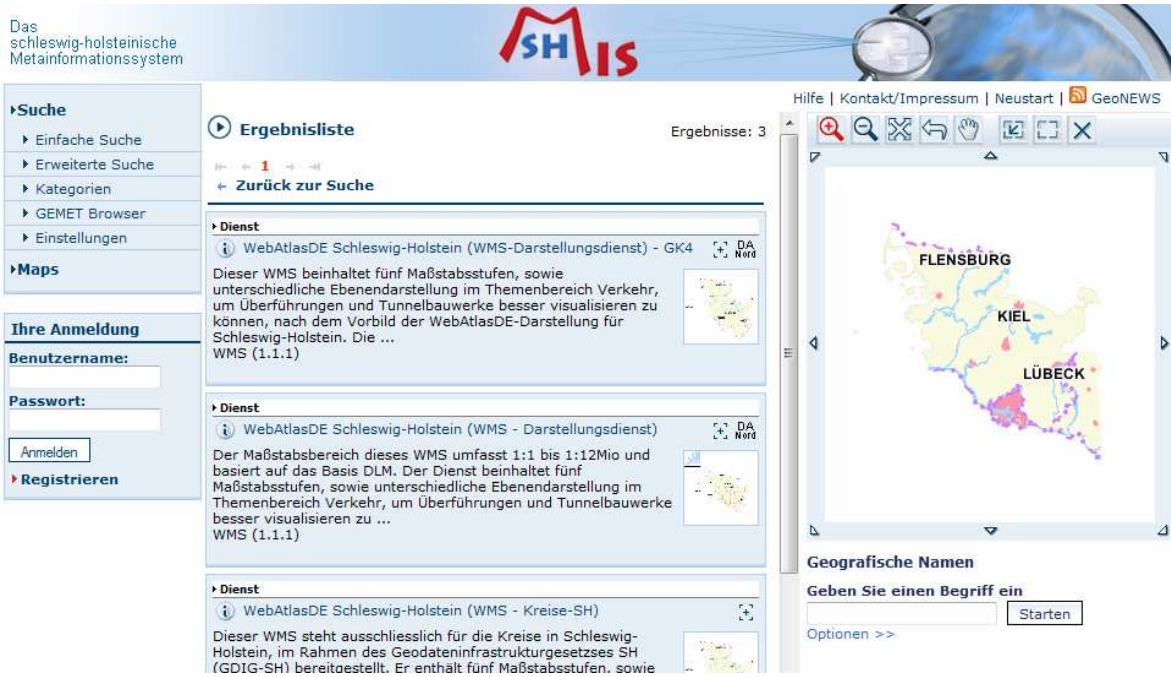 Das
schleswig-holsteinische
Metainformationssystem
SH MIS
Hilfe | Kontakt/Impressum | Neustart | GeoNEWS
Suche
Einfache Suche
Erweiterte Suche
Kategorien
GEMET Browser
Einstellungen
Maps
Ihre Anmeldung
Benutzername:
Passwort:
Anmelden
Registrieren
Ergebnisliste
Ergebnisse: 3
1
Zurück zur Suche
Dienst
WebAtlasDE Schleswig-Holstein (WMS-Darstellungsdienst) - GK4
DA
Nord
Dieser WMS beinhaltet fünf Maßstabsstufen, sowie
unterschiedliche Ebenendarstellung im Themenbereich Verkehr,
um Überführungen und Tunnelbauwerke besser visualisieren zu
können, nach dem Vorbild der WebAtlasDE-Darstellung für
Schleswig-Holstein. Die ...
WMS (1.1.1)
Dienst
WebAtlasDE Schleswig-Holstein (WMS - Darstellungsdienst)
DA
Nord
Der Maßstabsbereich dieses WMS umfasst 1:1 bis 1:12Mio und
basiert auf das Basis DLM. Der Dienst beinhaltet fünf
Maßstabsstufen, sowie unterschiedliche Ebenendarstellung im
Themenbereich Verkehr, um Überführungen und Tunnelbauwerke
besser visualisieren zu ...
WMS (1.1.1)
Dienst
WebAtlasDE Schleswig-Holstein (WMS - Kreise-SH)
Dieser WMS steht ausschliesslich für die Kreise in Schleswig-
Holstein, im Rahmen des Geodateninfrastrukturgesetzses SH
(GDIG-SH) bereitgestellt. Er enthält fünf Maßstabsstufen, sowie
FLENSBURG
KIEL
LÜBECK
Geografische Namen
Geben Sie einen Begriff ein
Starten
Optionen >>